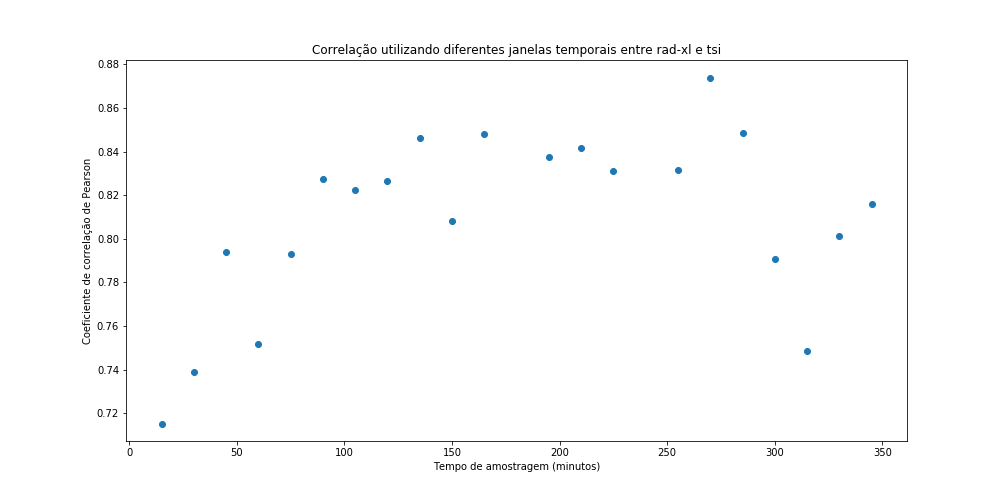 Correlação utilizando diferentes janelas temporais entre rad-xl e tsi
Coeficiente de correlação de Pearson
0.88
0.86
0.84
0.82
0.80
0.78
0.76
0.74
0.72
0 50 100 150 200 250 300 350
Tempo de amostragem (minutos)